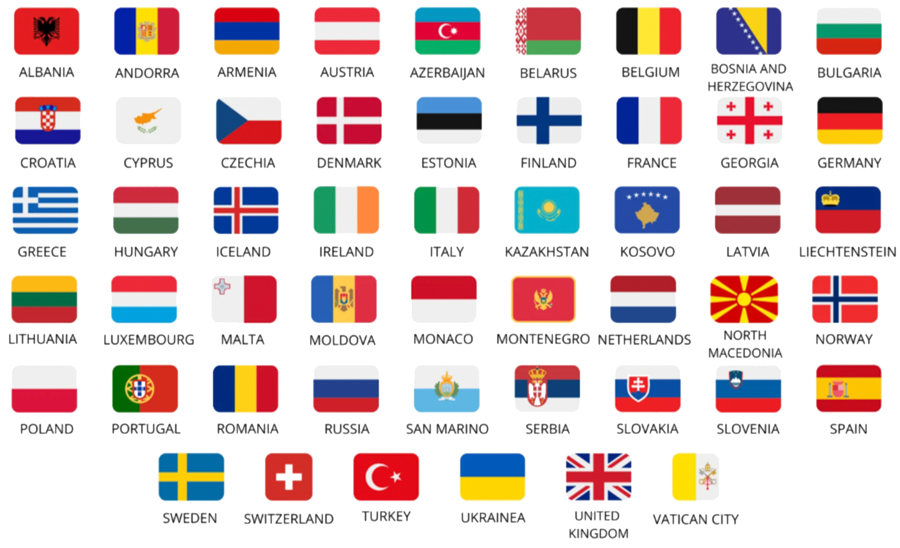 ALBANIA
ANDORRA
ARMENIA
AUSTRIA
AZERBAIJAN
BELARUS
BELGIUM
BOSNIA AND
HERZEGOVINA
BULGARIA
CROATIA
CYPRUS
CZECHIA
DENMARK
ESTONIA
FINLAND
FRANCE
GEORGIA
GERMANY
GREECE
HUNGARY
ICELAND
IRELAND
ITALY
KAZAKHSTAN
KOSOVO
LATVIA
LIECHTENSTEIN
LITHUANIA
LUXEMBOURG
MALTA
MOLDOVA
MONACO
MONTENEGRO
NETHERLANDS
NORTH
MACEDONIA
NORWAY
POLAND
PORTUGAL
ROMANIA
RUSSIA
SAN MARINO
SERBIA
SLOVAKIA
SLOVENIA
SPAIN
SWEDEN
SWITZERLAND
TURKEY
UKRAINEA
UNITED
KINGDOM
VATICAN CITY